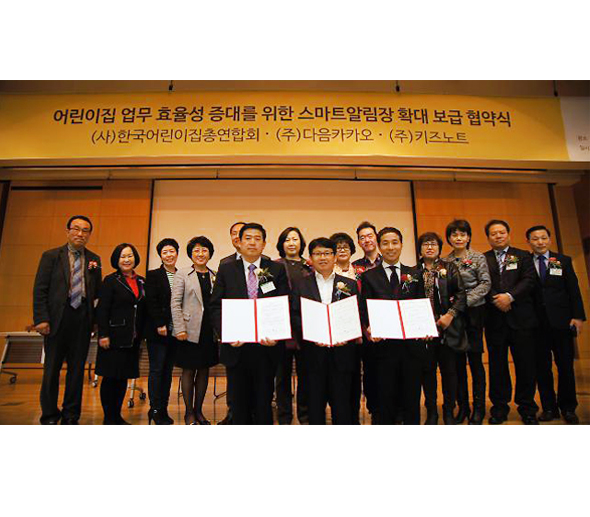 어린이집 업무 효율성 증대를 위한 스마트알림장 확대 보급 협약식
(사)한국어린이집총연합회 · (주)다음카카오 · (주)키즈노트